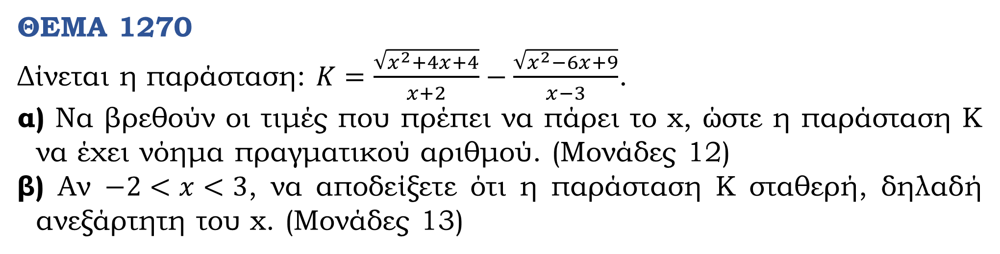 ΘΕΜΑ 1270
Δίνεται η παράσταση: $K = \frac{\sqrt{x^2+4x+4}}{x+2} - \frac{\sqrt{x^2-6x+9}}{x-3}$.
α) Να βρεθούν οι τιμές που πρέπει να πάρει το x, ώστε η παράσταση Κ
να έχει νόημα πραγματικού αριθμού. (Μονάδες 12)
β) Αν $-2 < x < 3$, να αποδείξετε ότι η παράσταση Κ σταθερή, δηλαδή
ανεξάρτητη του x. (Μονάδες 13)